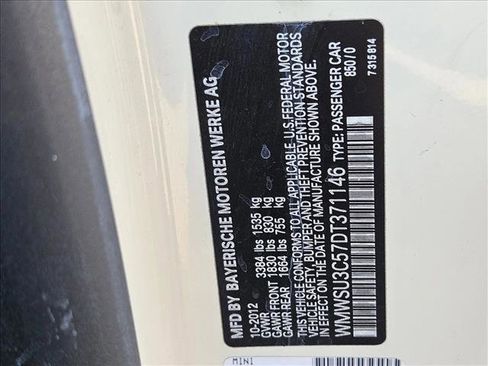 MFD BY BAYERISCHE MOTOREN WERKE AG
10-2012
GVWR 3384 lbs 1535 kg
GAWR FRONT 1830 lbs 830 kg
GAWR REAR 1664 lbs 755 kg
THIS VEHICLE CONFORMS TO ALL APPLICABLE U.S. FEDERAL MOTOR
VEHICLE SAFETY, BUMPER AND THEFT PREVENTION STANDARDS
IN EFFECT ON THE DATE OF MANUFACTURE SHOWN ABOVE.
WMWSU3C57DT371146 TYPE: PASSENGER CAR
850/0
7315814
MINI